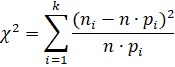 χ² = ∑_{i=1}^{k} (n_i − n · p_i)² / (n · p_i)